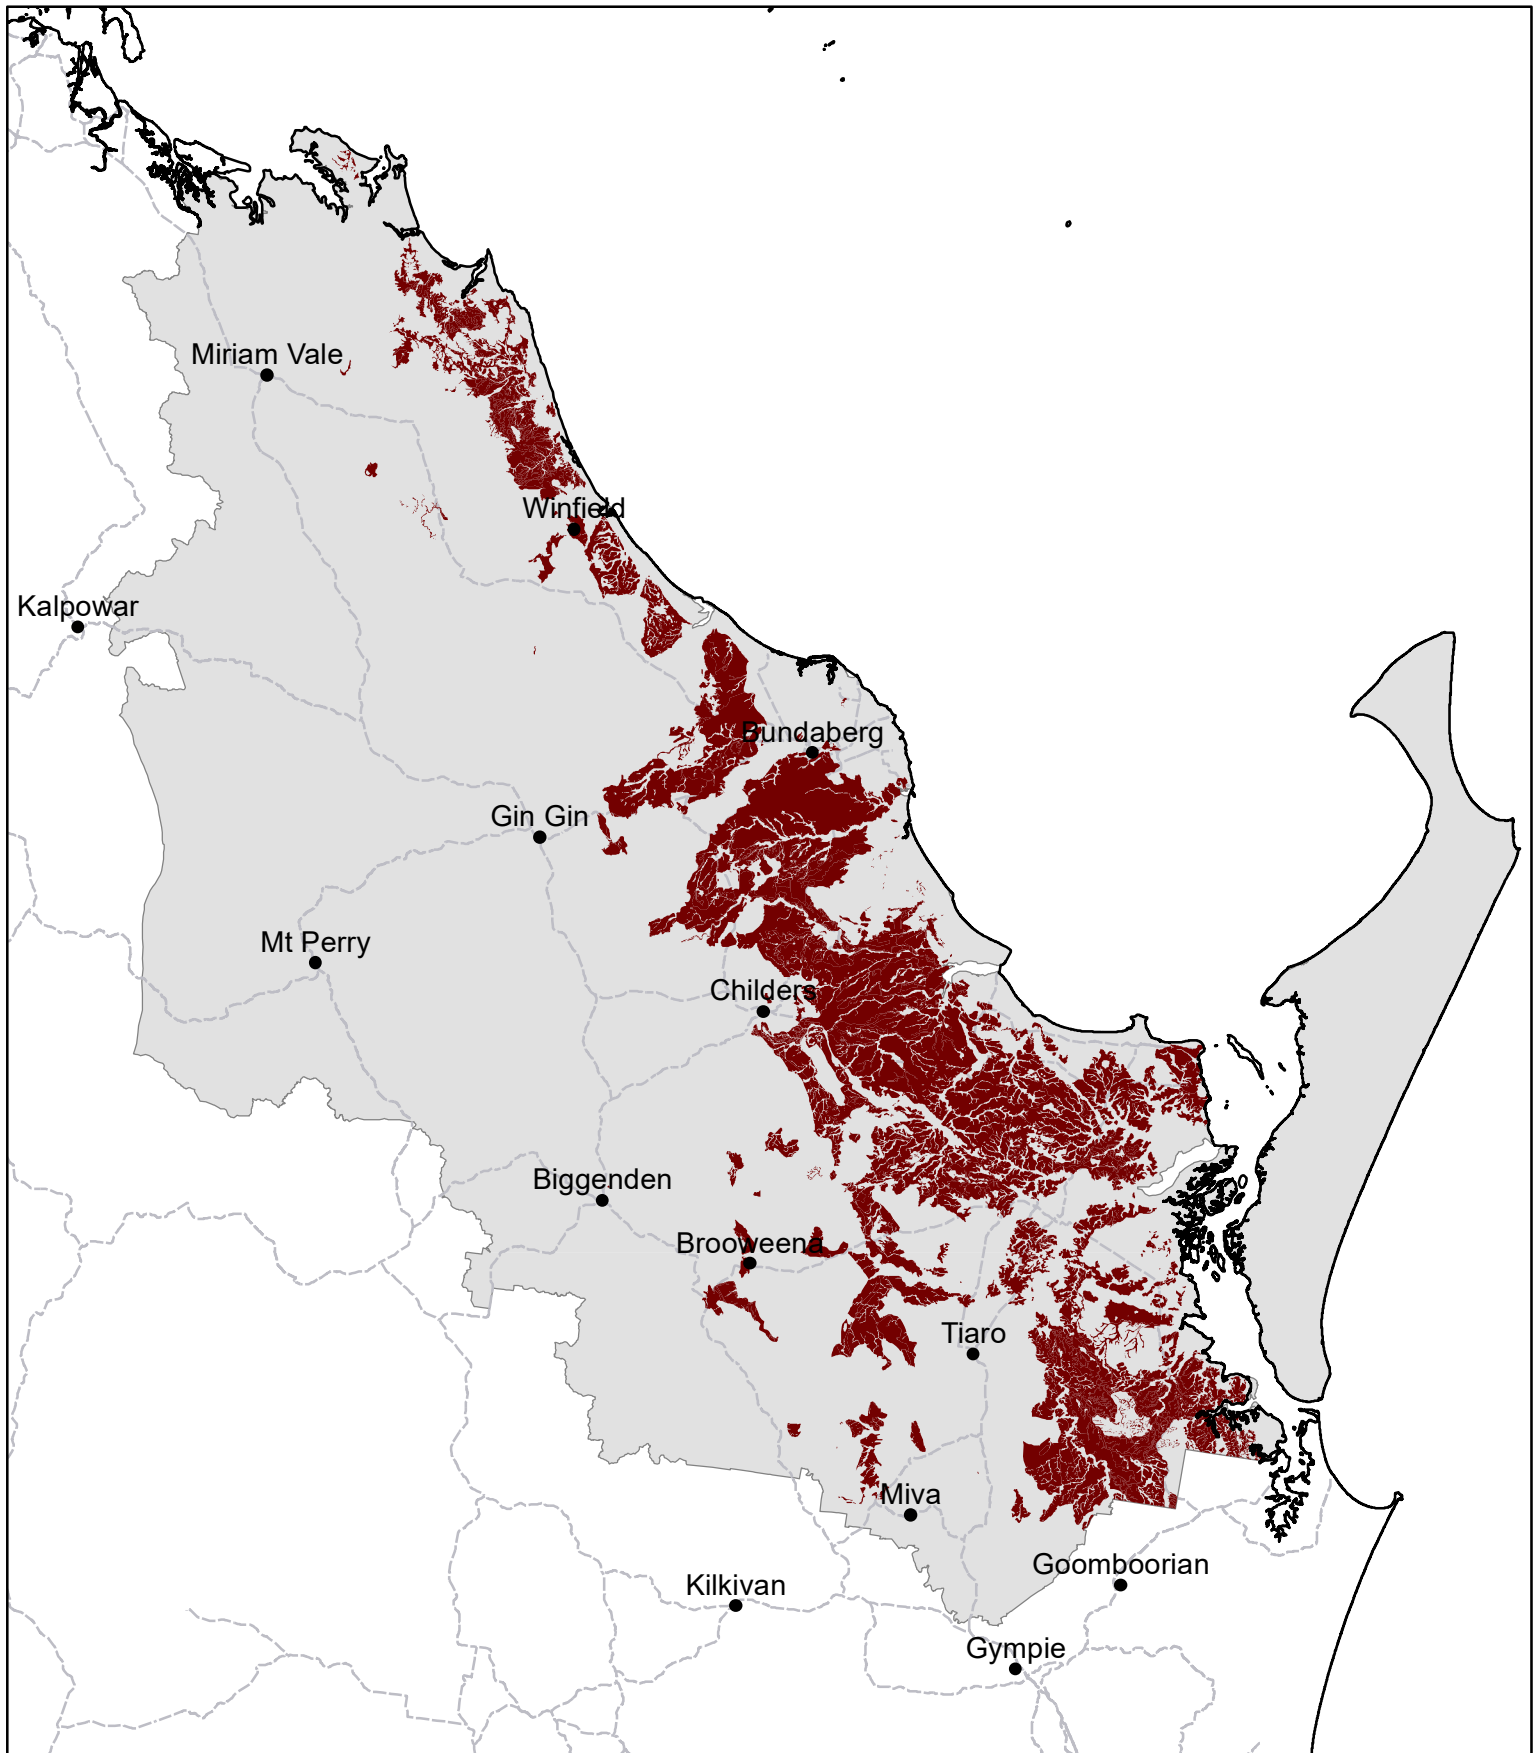 Miriam Vale
Winfield
Kalpowar
Bundaberg
Gin Gin
Mt Perry
Childers
Biggenden
Brooweena
Tiaro
Miva
Goomboorian
Kilkivan
Gympie